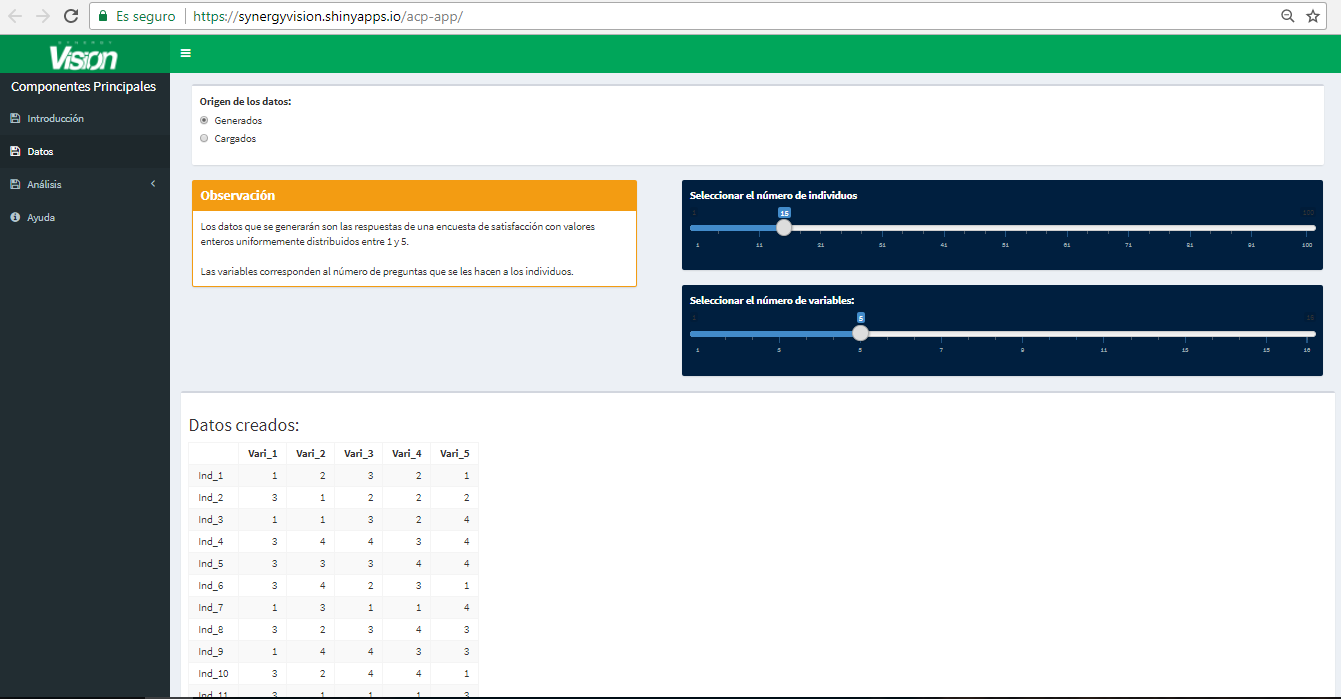 Es seguro
https://synergyvision.shinyapps.io/acp-app/
SYNERGY
Vision
Componentes Principales
Introducción
Datos
Análisis
Ayuda
Origen de los datos:
Generados
Cargados
Observación
Los datos que se generarán son las respuestas de una encuesta de satisfacción con valores
enteros uniformemente distribuidos entre 1 y 5.
Las variables corresponden al número de preguntas que se les hacen a los individuos.
Seleccionar el número de individuos
15
1 11 21 31 41 51 61 71 81 91 100
Seleccionar el número de variables:
5
1 3 5 7 9 11 13 15 16
Datos creados:
Vari_1 Vari_2 Vari_3 Vari_4 Vari_5
Ind_1 1 2 3 2 1
Ind_2 3 1 2 2 2
Ind_3 1 1 3 2 4
Ind_4 3 4 4 3 4
Ind_5 3 3 3 4 4
Ind_6 3 4 2 3 1
Ind_7 1 3 1 1 4
Ind_8 3 2 3 4 3
Ind_9 1 4 4 3 3
Ind_10 3 2 4 4 1
Ind_11 3 1 1 1 3